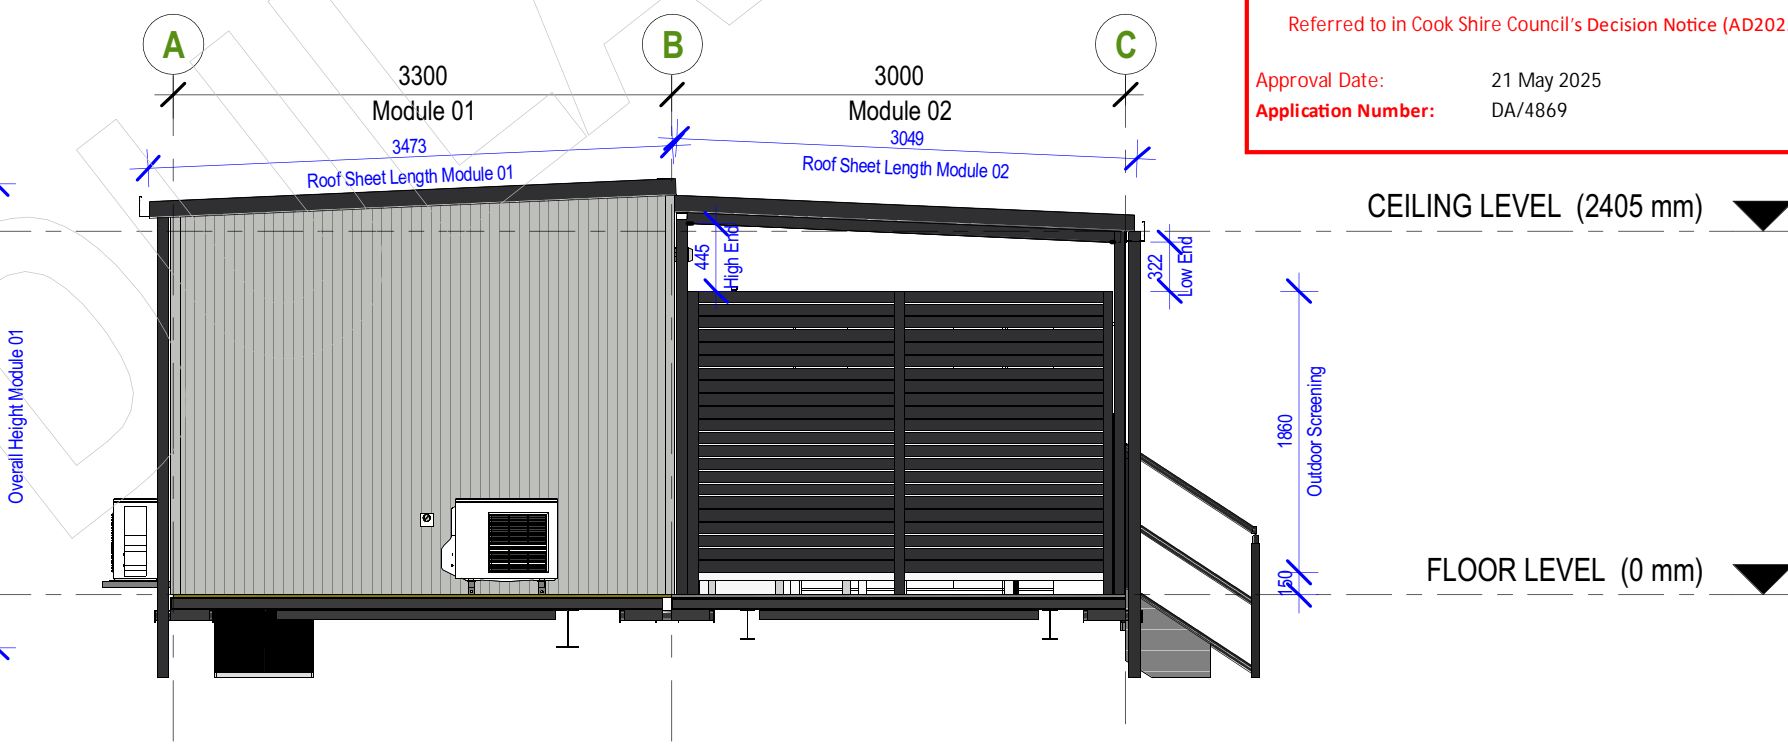 Referred to in Cook Shire Council's Decision Notice (AD202
Approval Date: 21 May 2025
Application Number: DA/4869
A
B
C
3300
Module 01
3000
Module 02
3473
Roof Sheet Length Module 01
3049
Roof Sheet Length Module 02
CEILING LEVEL (2405 mm)
445
High End
322
Low End
Overall Height Module 01
1860
Outdoor Screening
150
FLOOR LEVEL (0 mm)